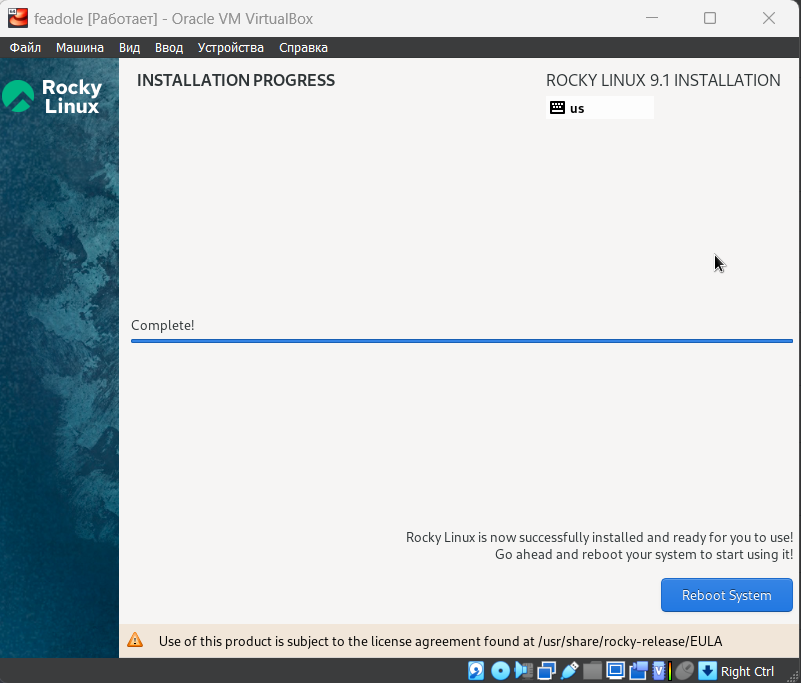 feadole [Работает] - Oracle VM VirtualBox
Файл Машина Вид Ввод Устройства Справка
Rocky
Linux
INSTALLATION PROGRESS
ROCKY LINUX 9.1 INSTALLATION
us
Complete!
Rocky Linux is now successfully installed and ready for you to use!
Go ahead and reboot your system to start using it!
Reboot System
Use of this product is subject to the license agreement found at /usr/share/rocky-release/EULA
Right Ctrl